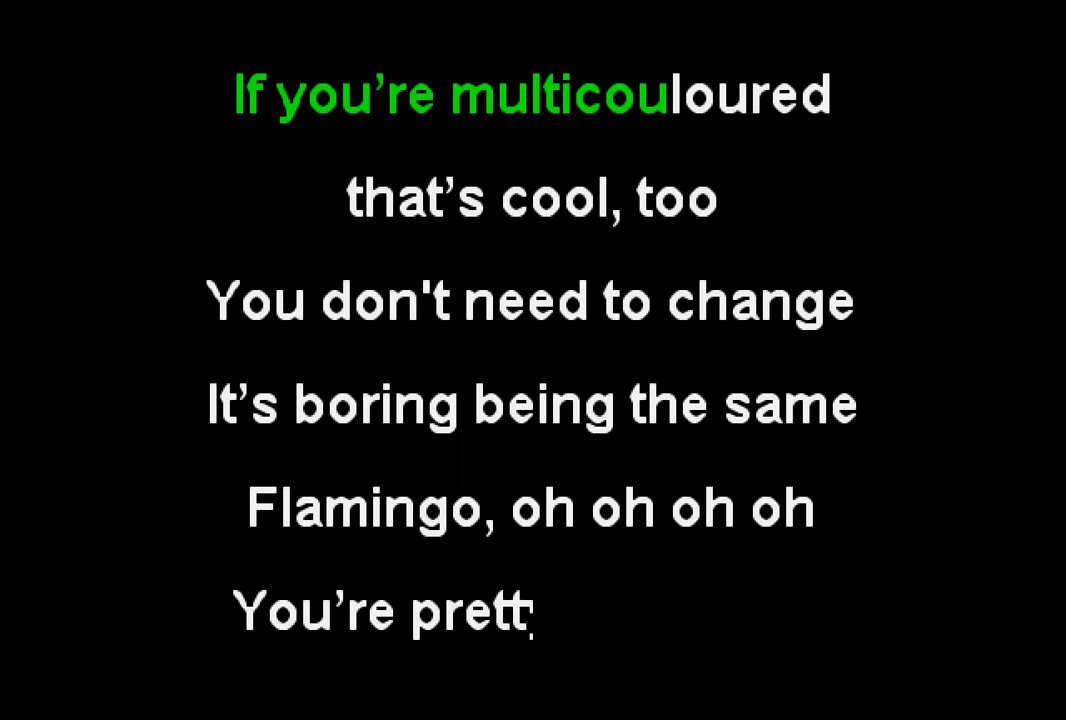 If you’re multicouloured
that’s cool, too
You don't need to change
It’s boring being the same
Flamingo, oh oh oh oh
You’re pretty